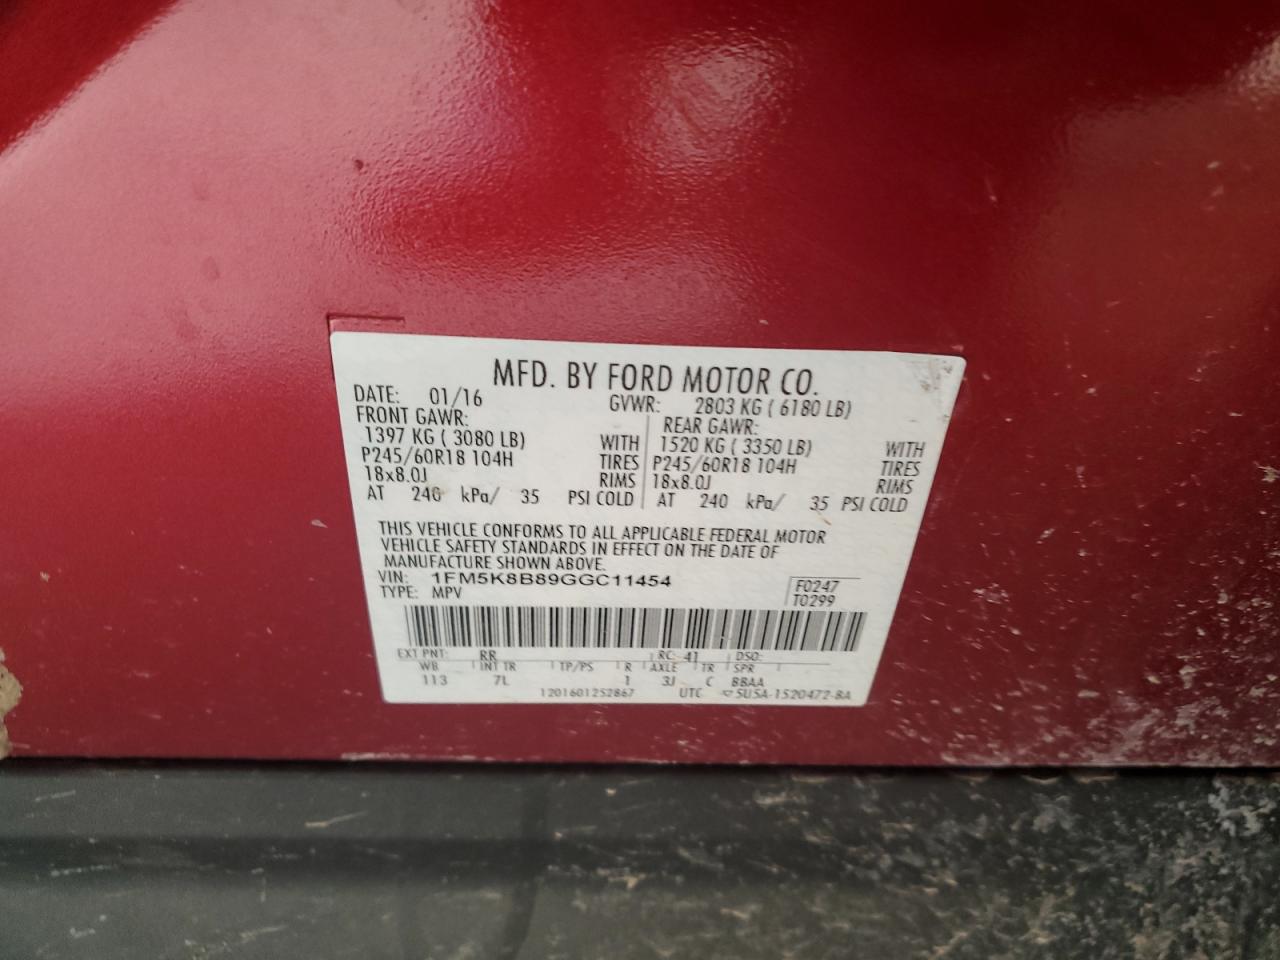 MFD. BY FORD MOTOR CO.
DATE: 01/16 GVWR: 2803 KG ( 6180 LB)
FRONT GAWR: REAR GAWR:
1397 KG ( 3080 LB) WITH 1520 KG ( 3350 LB) WITH
P245/60R18 104H TIRES P245/60R18 104H TIRES
18x8.0J RIMS 18x8.0J RIMS
AT 240 kPa/ 35 PSI COLD AT 240 kPa/ 35 PSI COLD
THIS VEHICLE CONFORMS TO ALL APPLICABLE FEDERAL MOTOR
VEHICLE SAFETY STANDARDS IN EFFECT ON THE DATE OF
MANUFACTURE SHOWN ABOVE.
VIN: 1FM5K8B89GGC11454 F0247
TYPE: MPV T0299
EXT PNT: RR RC: 41 DSO:
WB INT TR TP/PS R AXLE TR SPR
113 7L 1 3J C BBAA
1201601252867 UTC 5U5A-1520472-BA